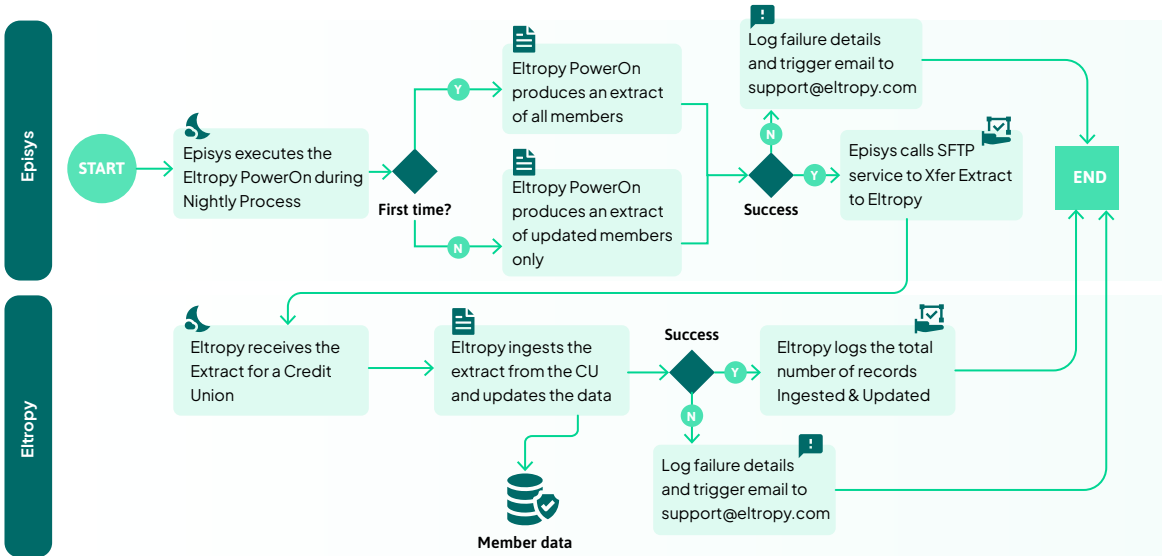 Episys
START
Episys executes the
Eltropy PowerOn during
Nightly Process
First time?
Y
Eltropy PowerOn
produces an extract
of all members
N
Eltropy PowerOn
produces an extract
of updated members
only
Success
N
Log failure details
and trigger email to
support@eltropy.com
Y
Episys calls SFTP
service to Xfer Extract
to Eltropy
END
Eltropy
Eltropy receives the
Extract for a Credit
Union
Eltropy ingests the
extract from the CU
and updates the data
Member data
Success
Y
Eltropy logs the total
number of records
Ingested & Updated
N
Log failure details
and trigger email to
support@eltropy.com